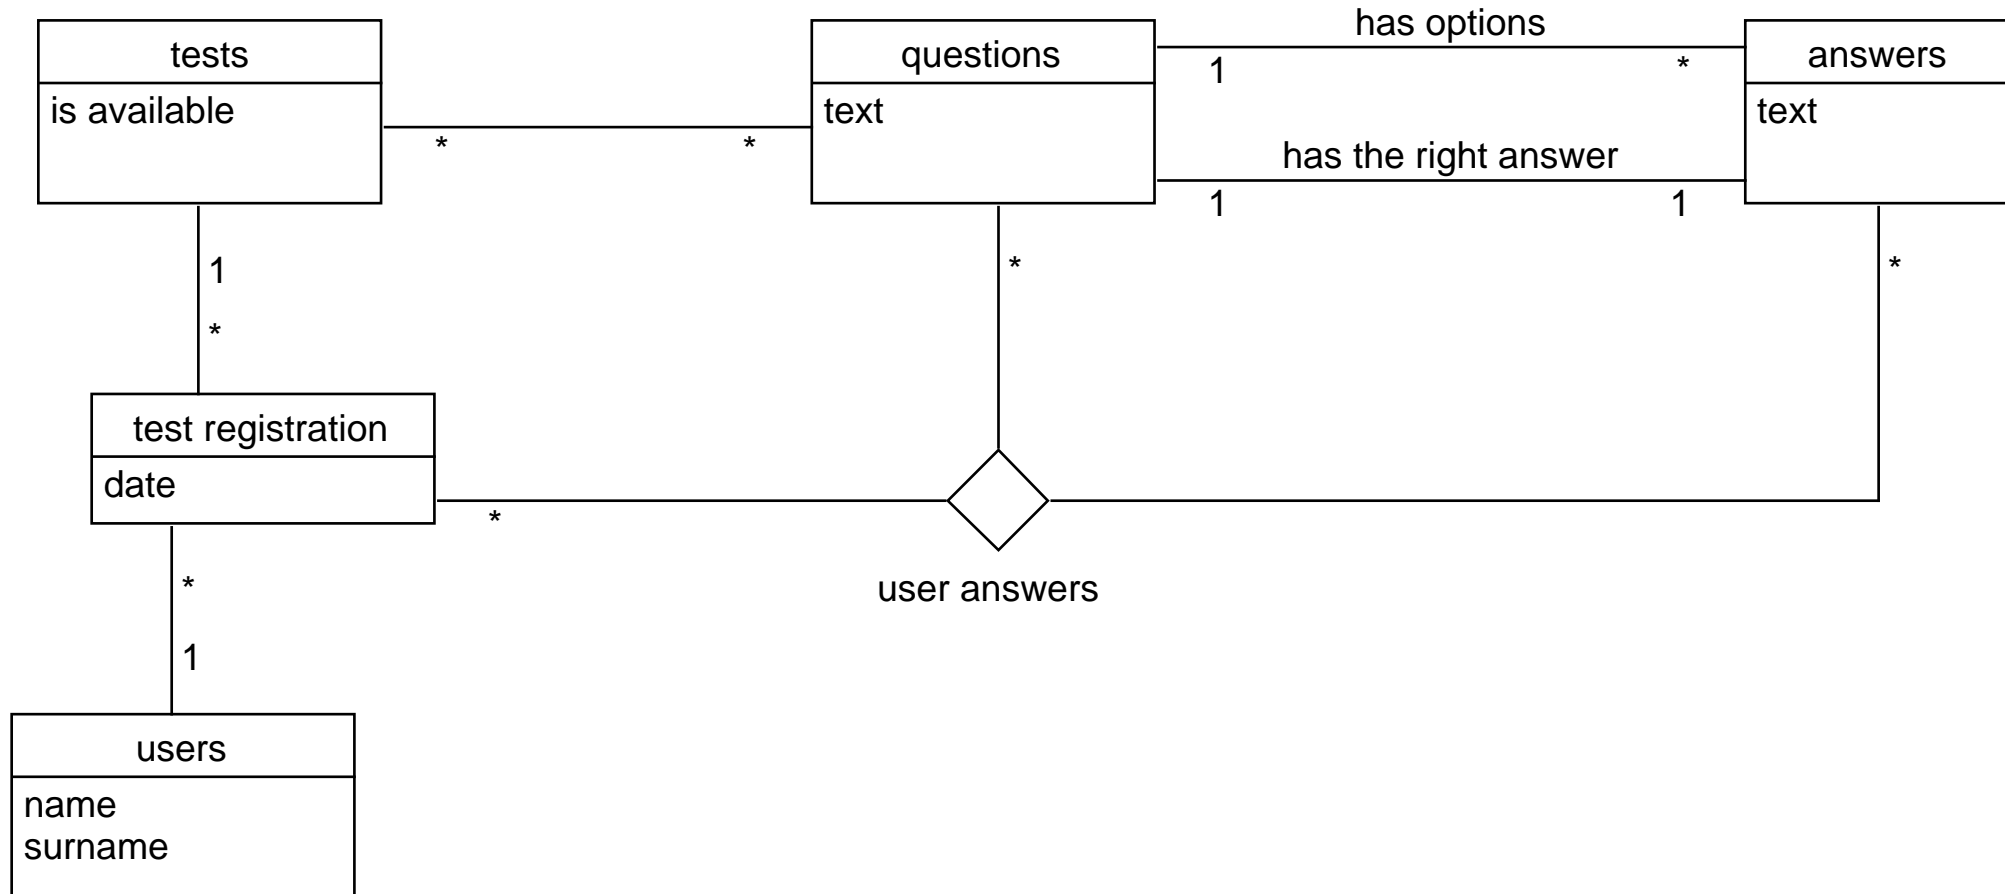 has options
tests
questions
answers
1
*
is available
text
text
*
*
has the right answer
1
1
1
*
*
*
test registration
date
*
user answers
*
1
users
name
surname